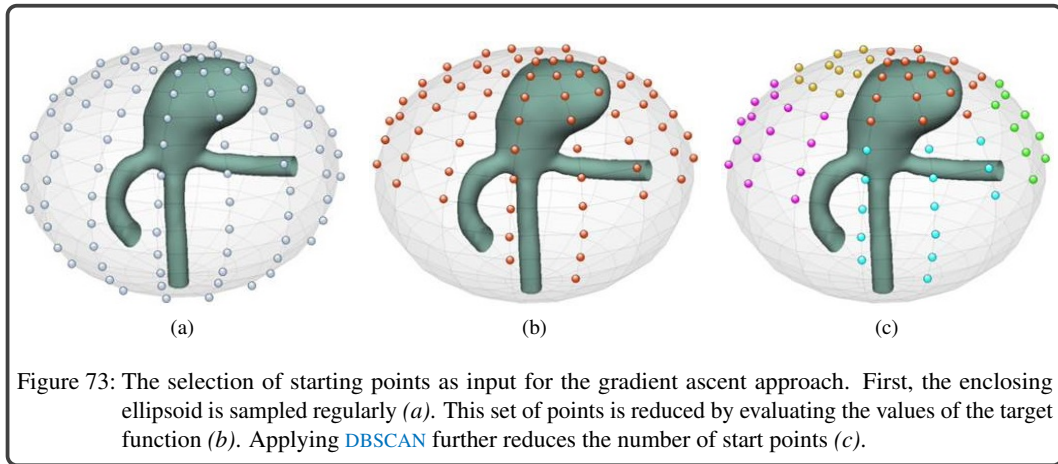 (a)
(b)
(c)
Figure 73: The selection of starting points as input for the gradient ascent approach. First, the enclosing
ellipsoid is sampled regularly (a). This set of points is reduced by evaluating the values of the target
function (b). Applying DBSCAN further reduces the number of start points (c).